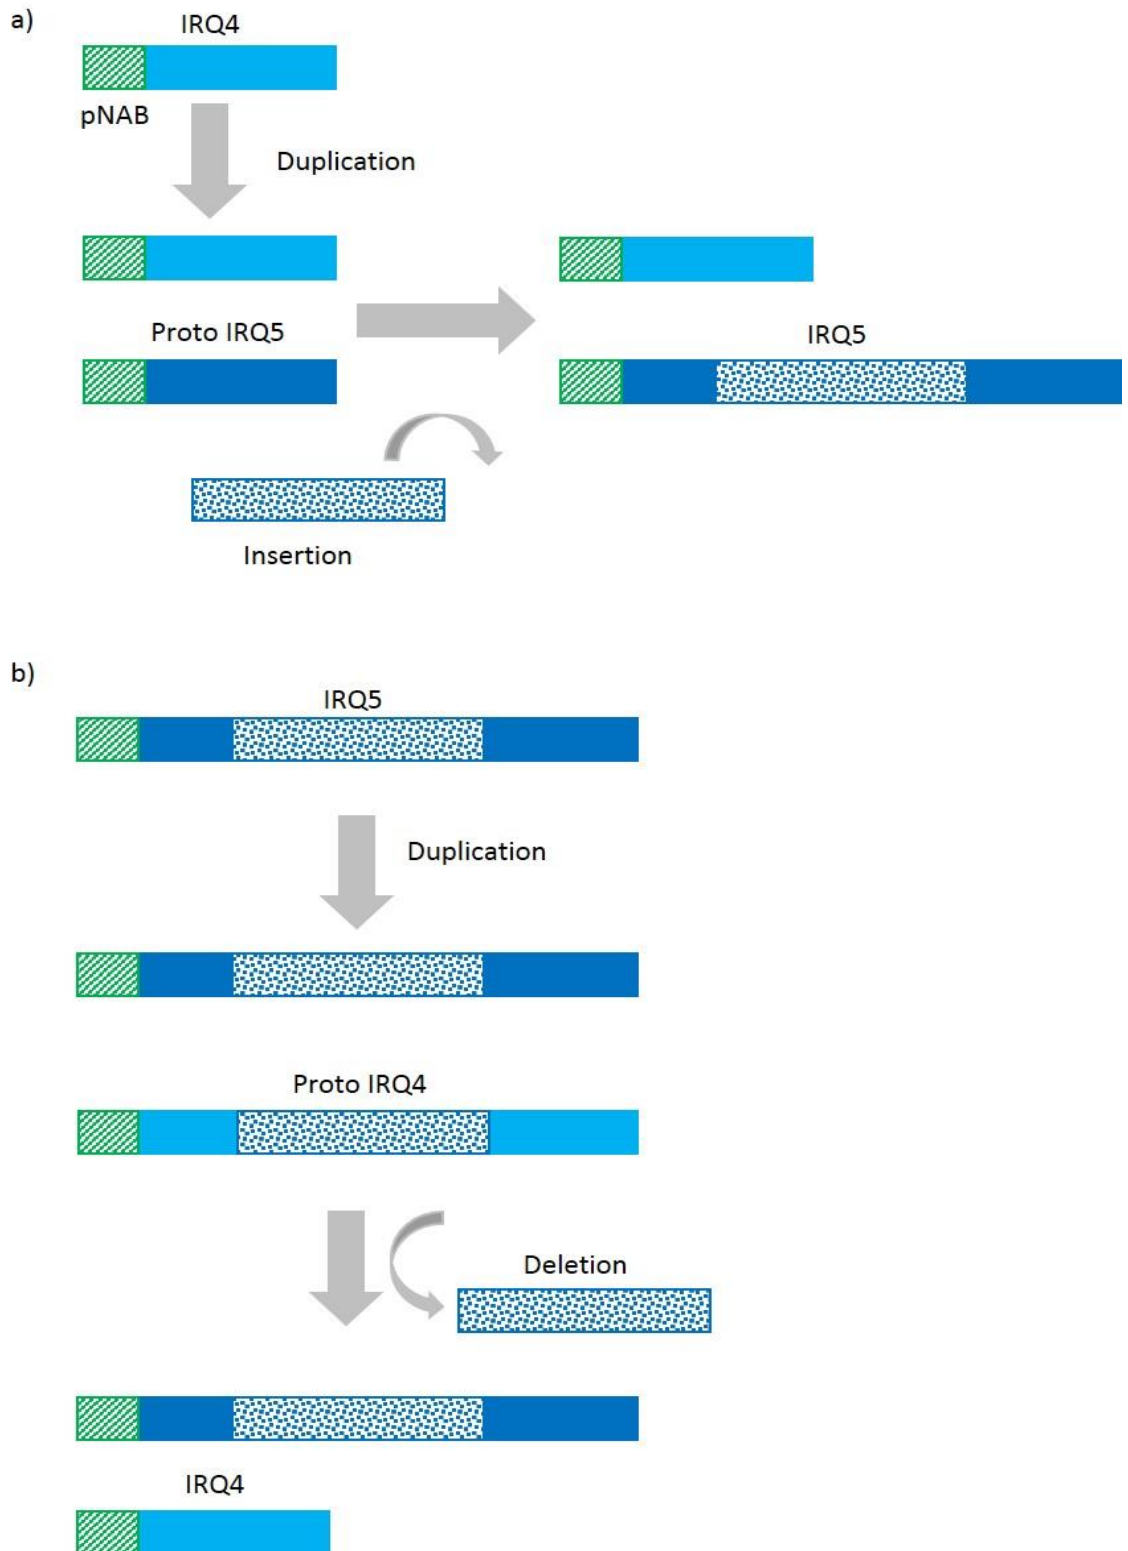 a)
IRQ4
pNAB
Duplication
Proto IRQ5
IRQ5
Insertion
b)
IRQ5
Duplication
Proto IRQ4
Deletion
IRQ4